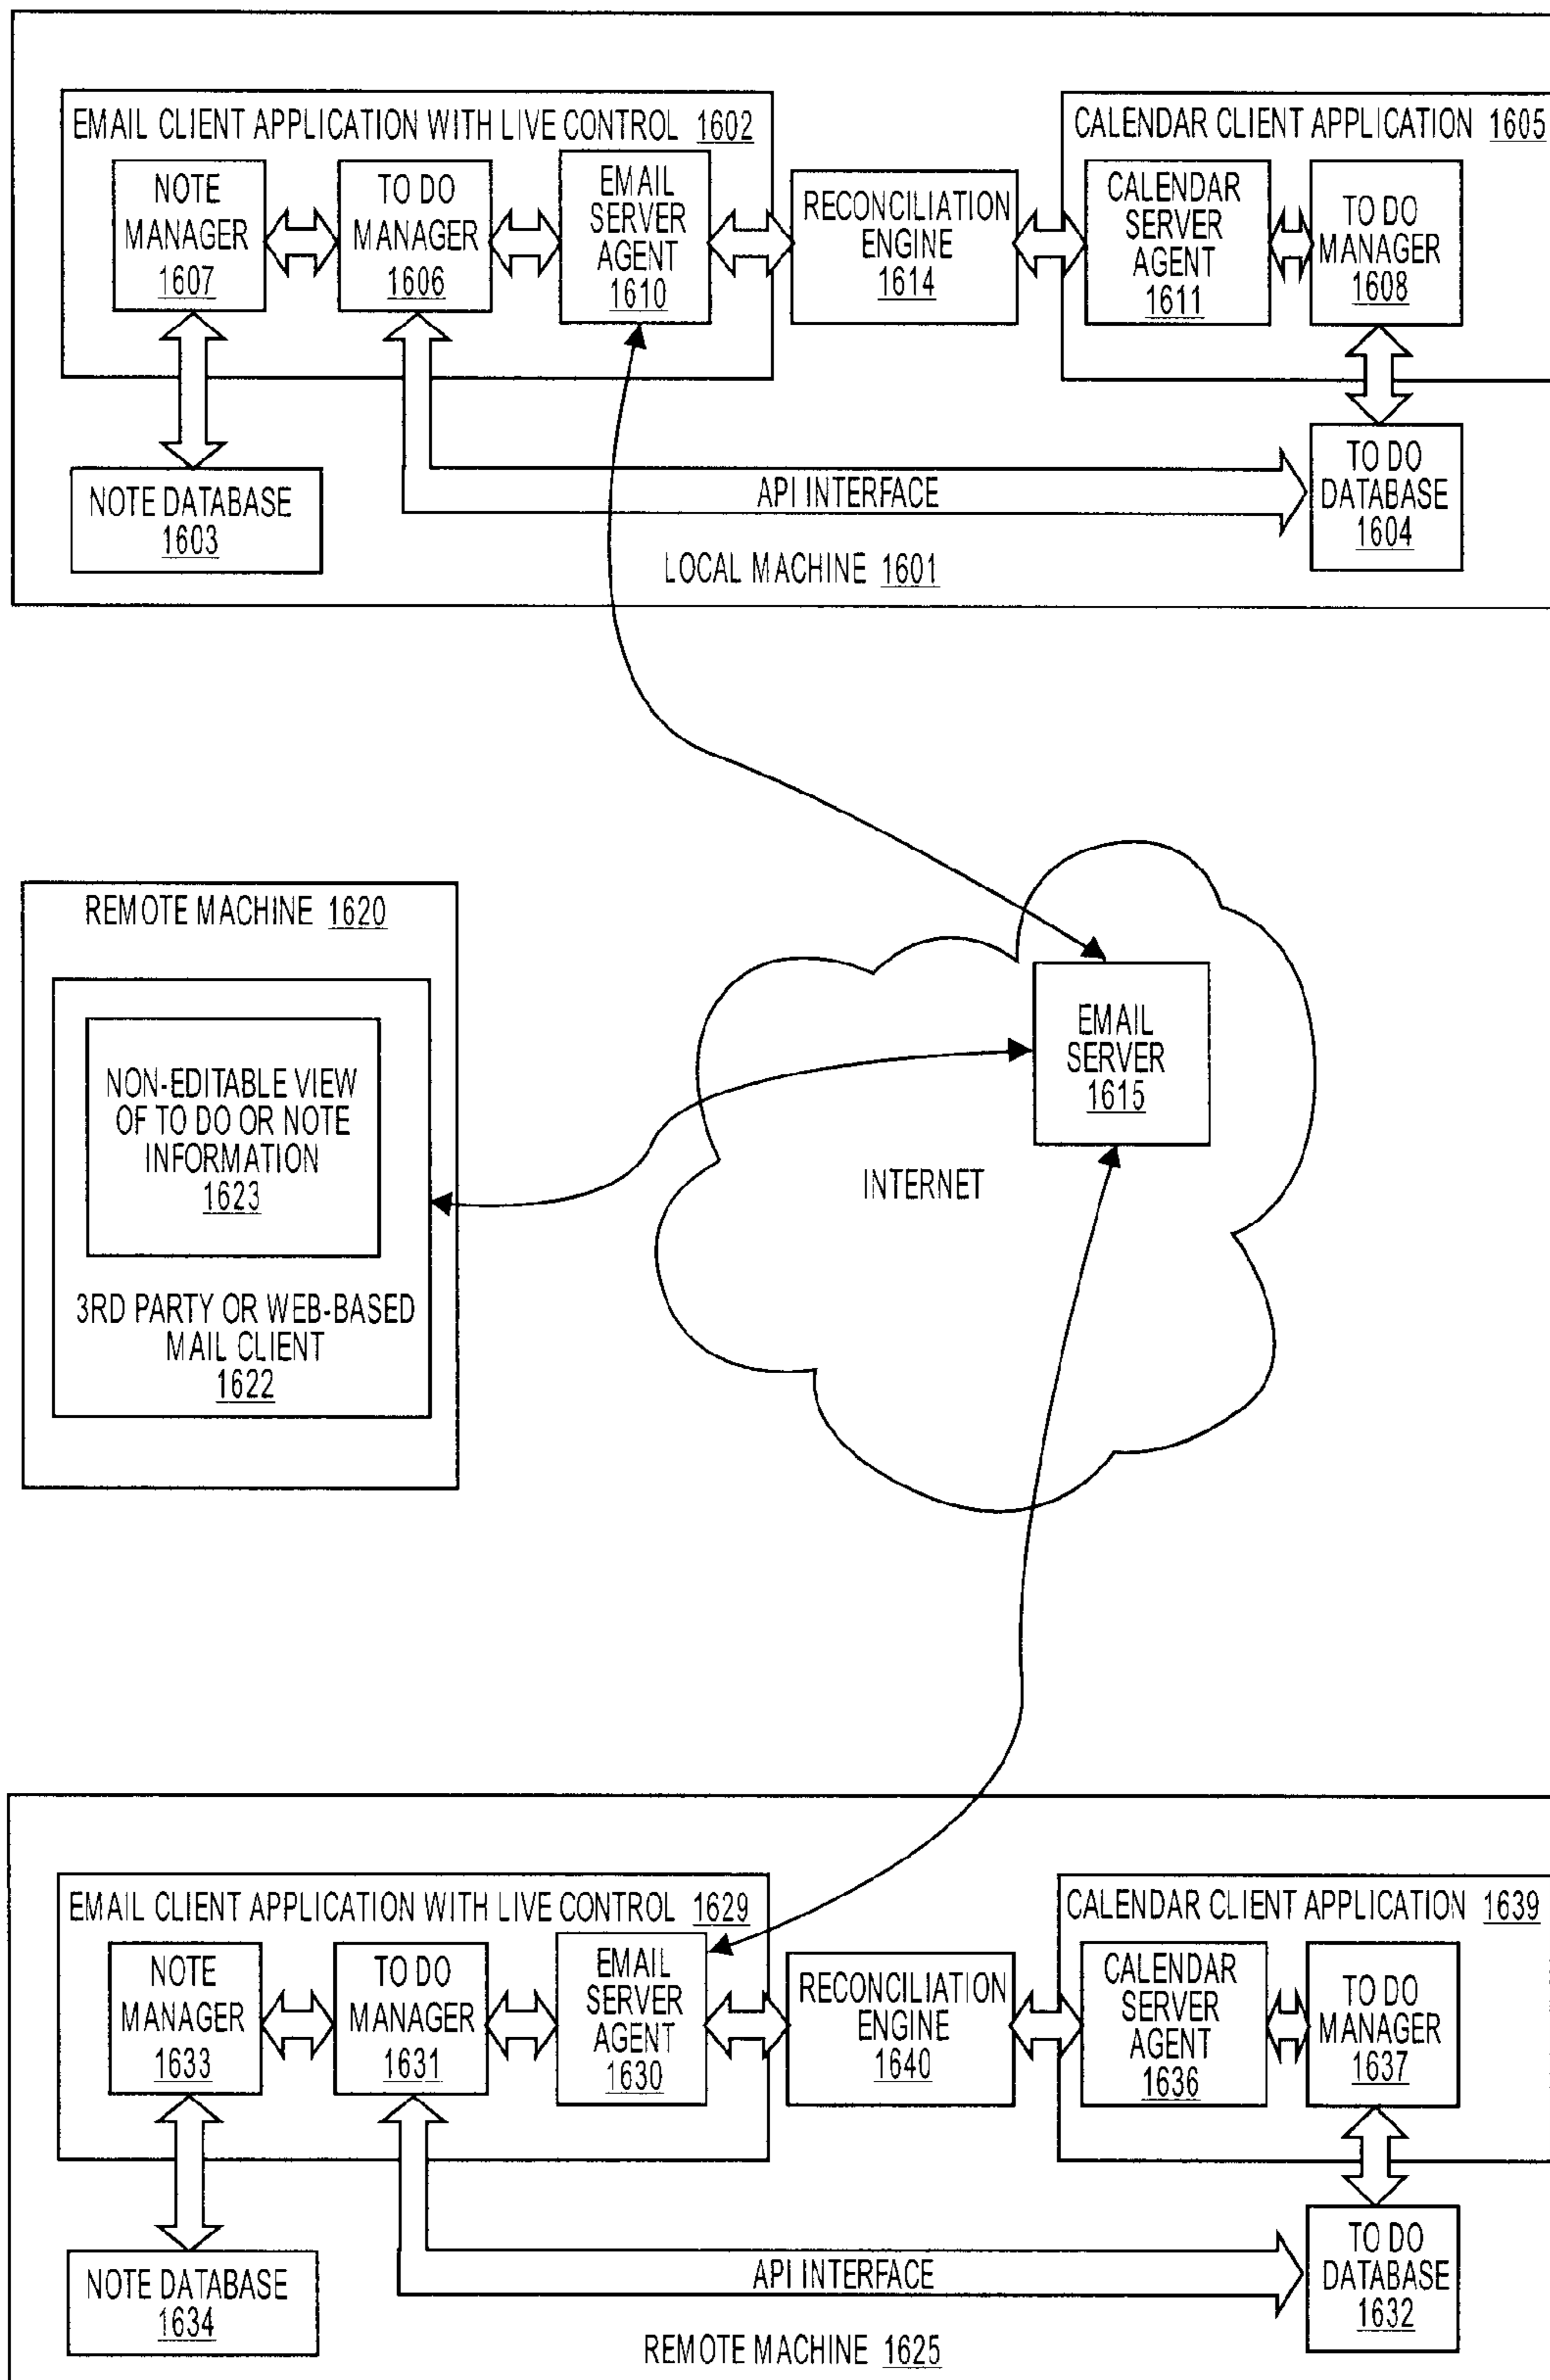 EMAIL CLIENT APPLICATION WITH LIVE CONTROL 1602
NOTE
MANAGER
1607
TO DO
MANAGER
1606
EMAIL
SERVER
AGENT
1610
RECONCILIATION
ENGINE
1614
CALENDAR CLIENT APPLICATION 1605
CALENDAR
SERVER
AGENT
1611
TO DO
MANAGER
1608
NOTE DATABASE
1603
API INTERFACE
TO DO
DATABASE
1604
LOCAL MACHINE 1601
REMOTE MACHINE 1620
NON-EDITABLE VIEW
OF TO DO OR NOTE
INFORMATION
1623
3RD PARTY OR WEB-BASED
MAIL CLIENT
1622
EMAIL
SERVER
1615
INTERNET
EMAIL CLIENT APPLICATION WITH LIVE CONTROL 1629
NOTE
MANAGER
1633
TO DO
MANAGER
1631
EMAIL
SERVER
AGENT
1630
RECONCILIATION
ENGINE
1640
CALENDAR CLIENT APPLICATION 1639
CALENDAR
SERVER
AGENT
1636
TO DO
MANAGER
1637
NOTE DATABASE
1634
API INTERFACE
TO DO
DATABASE
1632
REMOTE MACHINE 1625